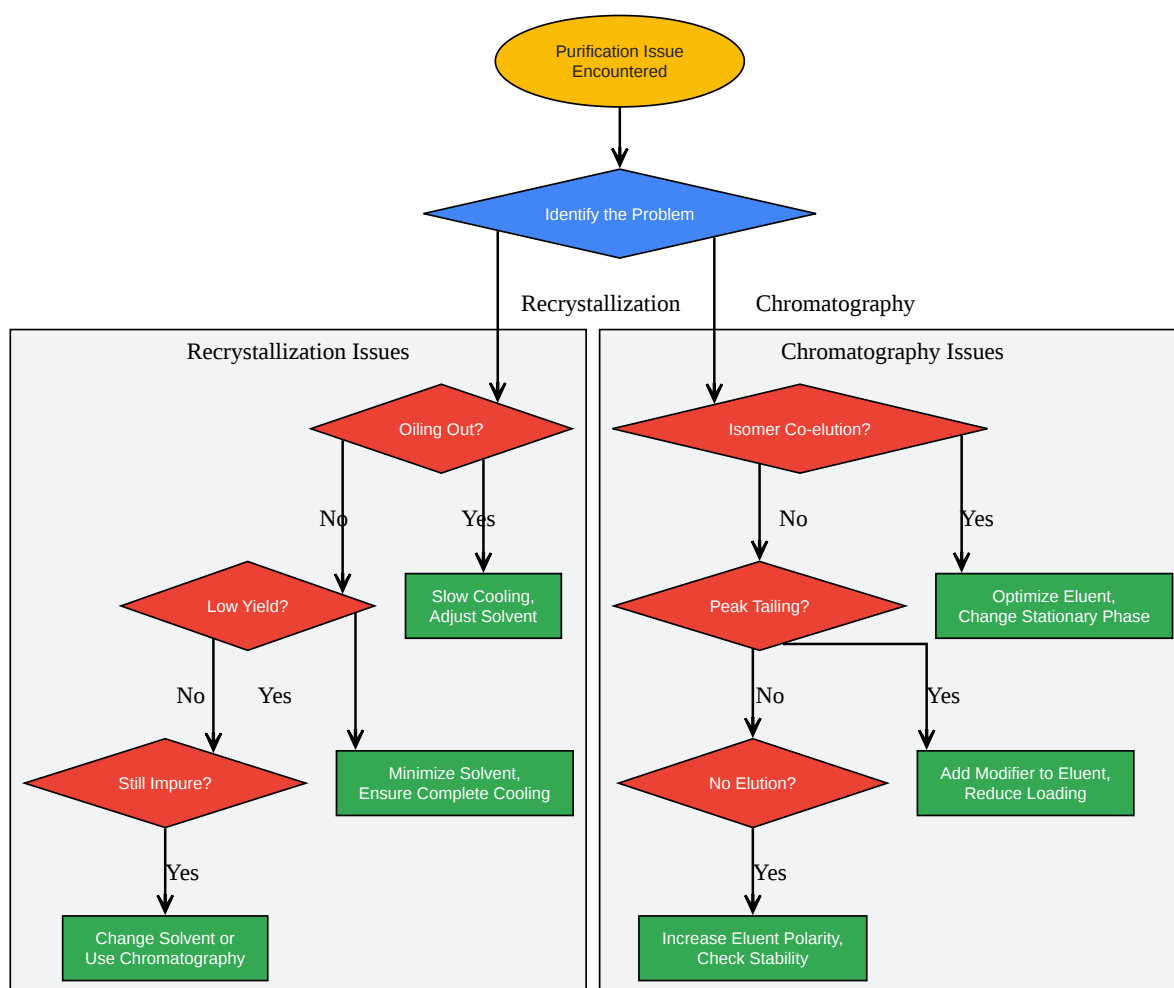 Purification Issue
Encountered
Identify the Problem
Recrystallization
Chromatography
Recrystallization Issues
Chromatography Issues
Oiling Out?
Isomer Co-elution?
No
Yes
No
Yes
Low Yield?
Slow Cooling,
Adjust Solvent
Peak Tailing?
Optimize Eluent,
Change Stationary Phase
No
Yes
No
Yes
Still Impure?
Minimize Solvent,
Ensure Complete Cooling
No Elution?
Add Modifier to Eluent,
Reduce Loading
Yes
Yes
Change Solvent or
Use Chromatography
Increase Eluent Polarity,
Check Stability